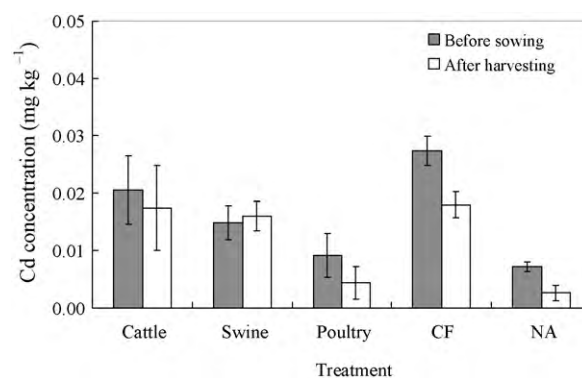 Cd concentration (mg kg⁻¹)
0.05
0.04
0.03
0.02
0.01
0.00
Before sowing
After harvesting
Cattle Swine Poultry CF NA
Treatment